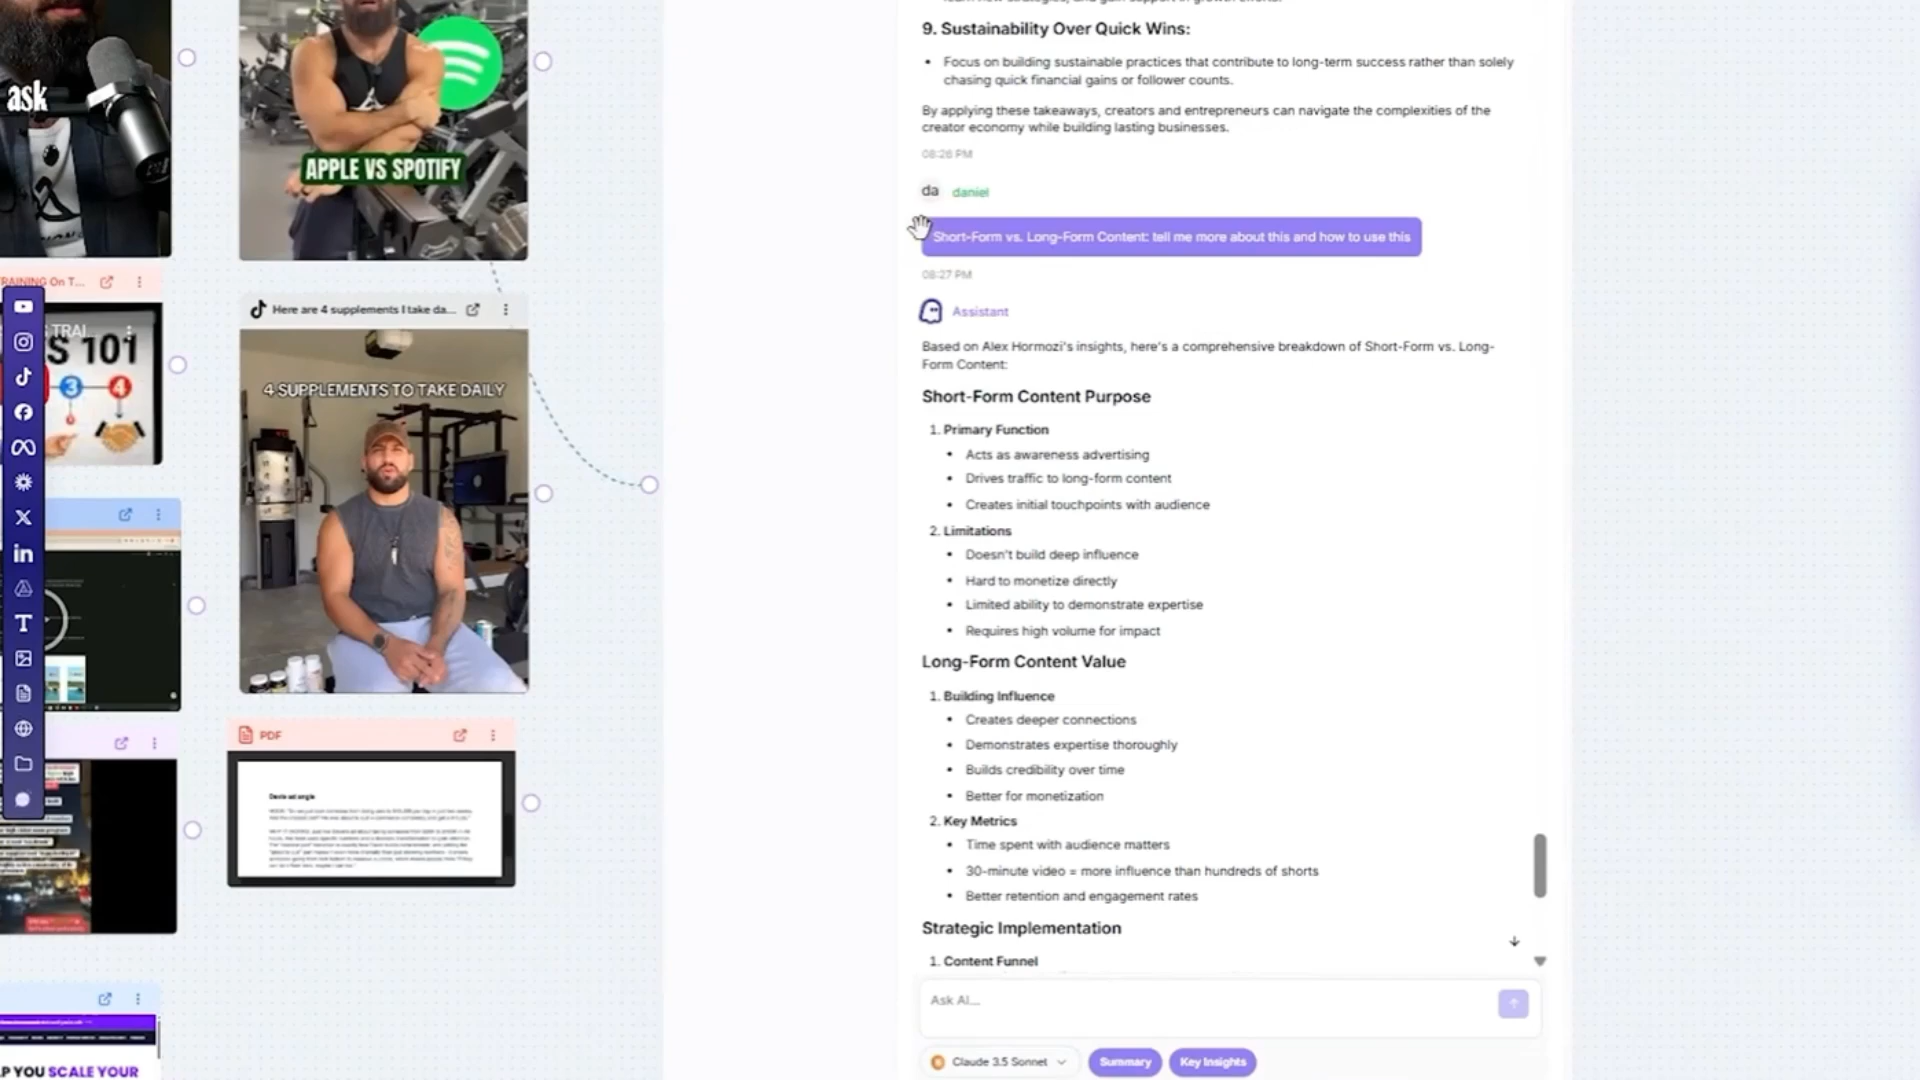 ask
APPLE VS SPOTIFY
RAINING On T...
TRAI...
S 101
3
4
Here are 4 supplements I take da...
4 SUPPLEMENTS TO TAKE DAILY
PDF
P YOU SCALE YOUR
9. Sustainability Over Quick Wins:
• Focus on building sustainable practices that contribute to long-term success rather than solely
chasing quick financial gains or follower counts.
By applying these takeaways, creators and entrepreneurs can navigate the complexities of the
creator economy while building lasting businesses.
08:26 PM
da daniel
Short-Form vs. Long-Form Content: tell me more about this and how to use this
08:27 PM
Assistant
Based on Alex Hormozi's insights, here's a comprehensive breakdown of Short-Form vs. Long-
Form Content:
Short-Form Content Purpose
1. Primary Function
• Acts as awareness advertising
• Drives traffic to long-form content
• Creates initial touchpoints with audience
2. Limitations
• Doesn't build deep influence
• Hard to monetize directly
• Limited ability to demonstrate expertise
• Requires high volume for impact
Long-Form Content Value
1. Building Influence
• Creates deeper connections
• Demonstrates expertise thoroughly
• Builds credibility over time
• Better for monetization
2. Key Metrics
• Time spent with audience matters
• 30-minute video = more influence than hundreds of shorts
• Better retention and engagement rates
Strategic Implementation
1. Content Funnel
Ask AI...
Claude 3.5 Sonnet
Summary
Key Insights